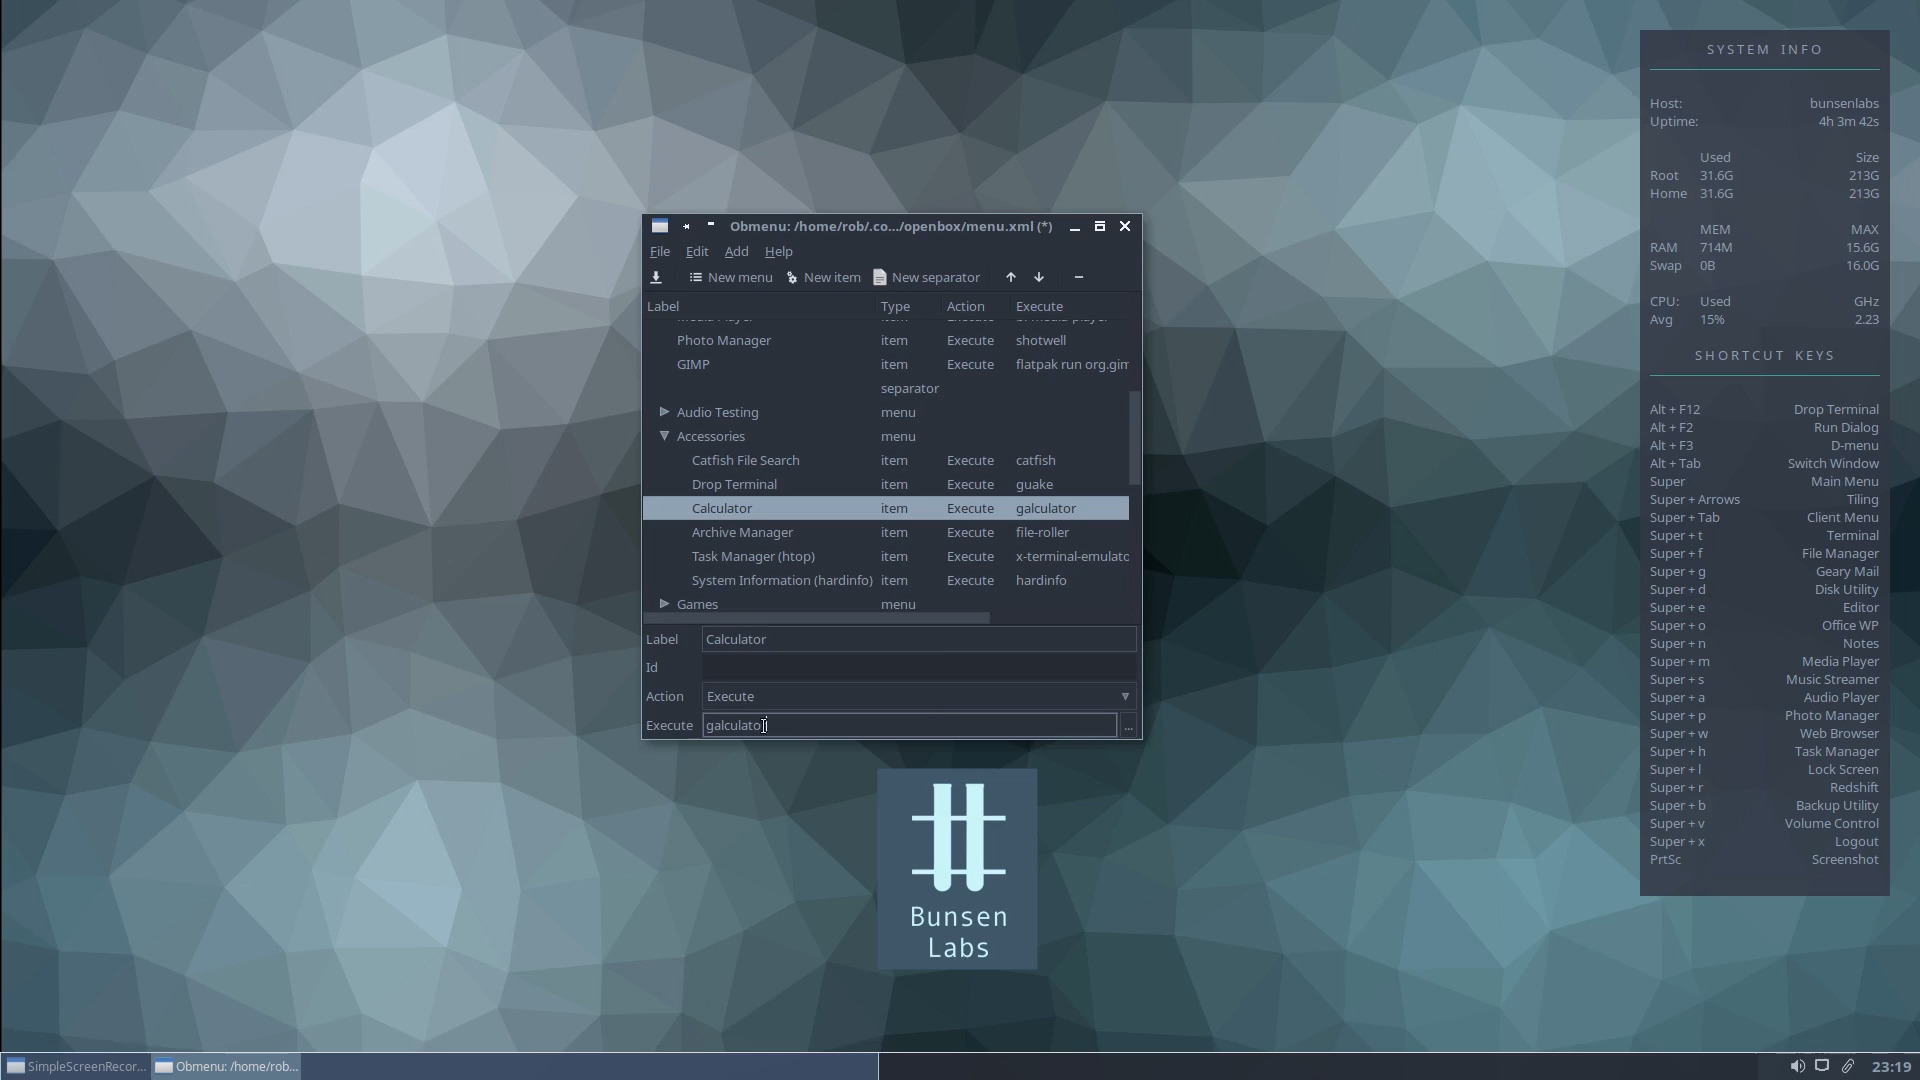 Obmenu: /home/rob/.co.../openbox/menu.xml (*)
File Edit Add Help
New menu New item New separator
Label Type Action Execute
Photo Manager item Execute shotwell
GIMP item Execute flatpak run org.gim
separator
Audio Testing menu
Accessories menu
Catfish File Search item Execute catfish
Drop Terminal item Execute guake
Calculator item Execute galculator
Archive Manager item Execute file-roller
Task Manager (htop) item Execute x-terminal-emulato
System Information (hardinfo) item Execute hardinfo
Games menu
Label Calculator
Id
Action Execute
Execute galculator ...
Bunsen
Labs
SYSTEM INFO
Host: bunsenlabs
Uptime: 4h 3m 42s
Used Size
Root 31.6G 213G
Home 31.6G 213G
MEM MAX
RAM 714M 15.6G
Swap 0B 16.0G
CPU: Used GHz
Avg 15% 2.23
SHORTCUT KEYS
Alt + F12 Drop Terminal
Alt + F2 Run Dialog
Alt + F3 D-menu
Alt + Tab Switch Window
Super Main Menu
Super + Arrows Tiling
Super + Tab Client Menu
Super + t Terminal
Super + f File Manager
Super + g Geary Mail
Super + d Disk Utility
Super + e Editor
Super + o Office WP
Super + n Notes
Super + m Media Player
Super + s Music Streamer
Super + a Audio Player
Super + p Photo Manager
Super + w Web Browser
Super + h Task Manager
Super + l Lock Screen
Super + r Redshift
Super + b Backup Utility
Super + v Volume Control
Super + x Logout
PrtSc Screenshot
SimpleScreenRecor... Obmenu: /home/rob... 23:19